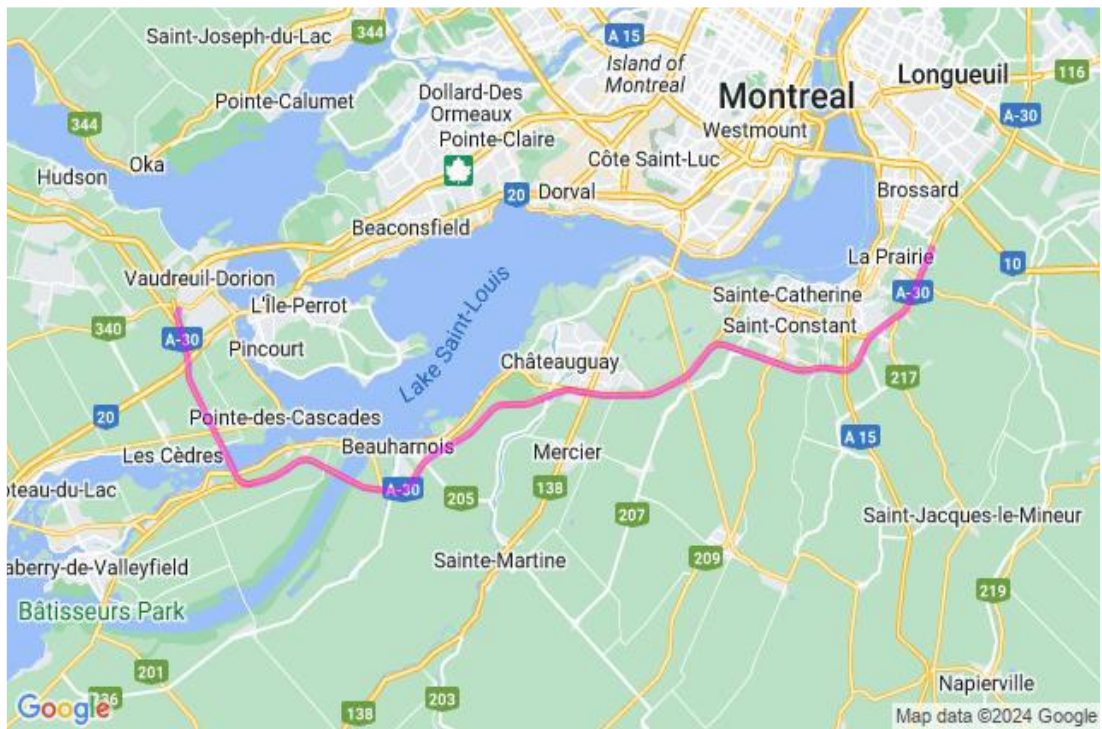 344
Saint-Joseph-du-Lac
A 15
Island of
Montreal
Longueuil
116
Pointe-Calumet
Dollard-Des
Ormeaux
Montreal
A-30
344
Oka
Pointe-Claire
Westmount
Hudson
Côte Saint-Luc
20
Dorval
Brossard
Beaconsfield
La Prairie
10
Vaudreuil-Dorion
L'Île-Perrot
Lake Saint-Louis
Sainte-Catherine
A-30
340
A-30
Pincourt
Saint-Constant
Châteauguay
217
20
Pointe-des-Cascades
Les Cèdres
Beauharnois
Mercier
A 15
oteau-du-Lac
A-30
205
138
207
Saint-Jacques-le-Mineur
aberry-de-Valleyfield
Sainte-Martine
209
219
Bâtisseurs Park
201
203
Napierville
236
Google
138
Map data ©2024 Google